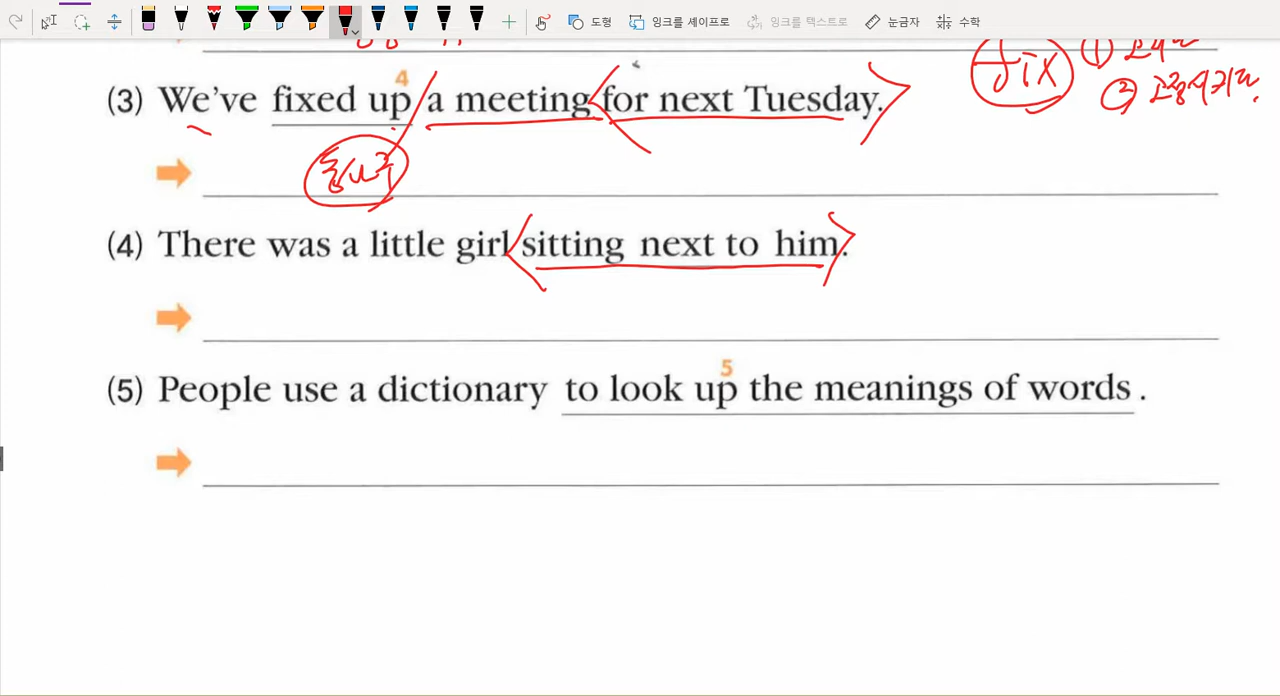 도형 잉크를 셰이프로 잉크를 텍스트로 눈금자 수학
fix ①
② 고정시키다.
4
(3) We've fixed up a meeting for next Tuesday.
동사구
(4) There was a little girl sitting next to him.
5
(5) People use a dictionary to look up the meanings of words.